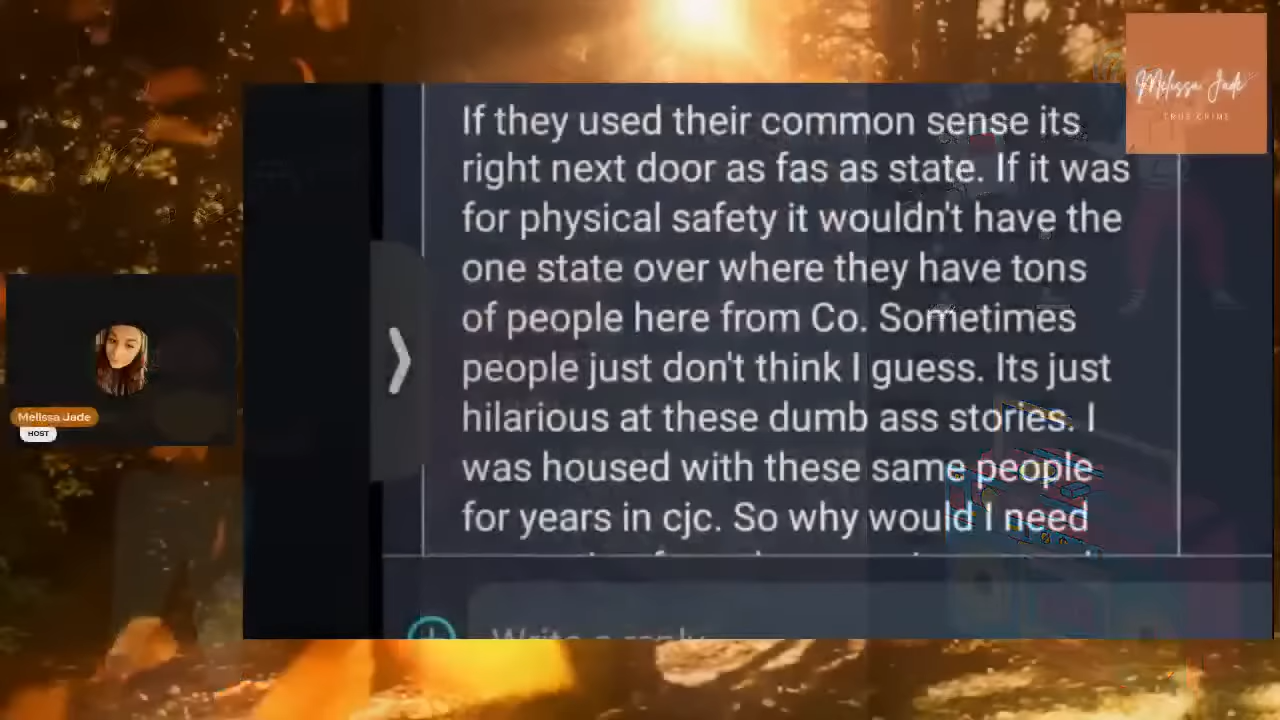 Melissa Jade
TRUE CRIME
If they used their common sense its
right next door as fas as state. If it was
for physical safety it wouldn't have the
one state over where they have tons
of people here from Co. Sometimes
people just don't think I guess. Its just
hilarious at these dumb ass stories. I
was housed with these same people
for years in cjc. So why would I need
Write a reply
Melissa Jade
HOST